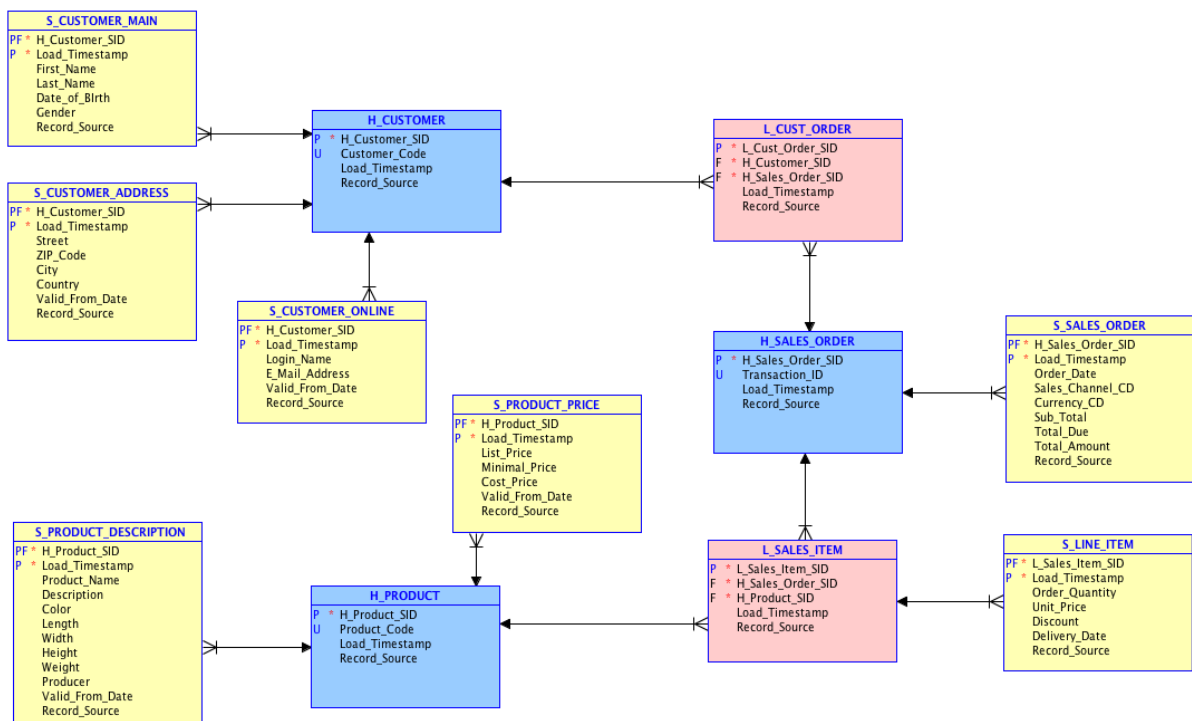 S_CUSTOMER_MAIN
PF * H_Customer_SID
P * Load_Timestamp
First_Name
Last_Name
Date_of_BIrth
Gender
Record_Source
H_CUSTOMER
P * H_Customer_SID
U Customer_Code
Load_Timestamp
Record_Source
L_CUST_ORDER
P * L_Cust_Order_SID
F * H_Customer_SID
F * H_Sales_Order_SID
Load_Timestamp
Record_Source
S_CUSTOMER_ADDRESS
PF * H_Customer_SID
P * Load_Timestamp
Street
ZIP_Code
City
Country
Valid_From_Date
Record_Source
S_CUSTOMER_ONLINE
PF * H_Customer_SID
P * Load_Timestamp
Login_Name
E_Mail_Address
Valid_From_Date
Record_Source
H_SALES_ORDER
P * H_Sales_Order_SID
U Transaction_ID
Load_Timestamp
Record_Source
S_SALES_ORDER
PF * H_Sales_Order_SID
P * Load_Timestamp
Order_Date
Sales_Channel_CD
Currency_CD
Sub_Total
Total_Due
Total_Amount
Record_Source
S_PRODUCT_PRICE
PF * H_Product_SID
P * Load_Timestamp
List_Price
Minimal_Price
Cost_Price
Valid_From_Date
Record_Source
S_PRODUCT_DESCRIPTION
PF * H_Product_SID
P * Load_Timestamp
Product_Name
Description
Color
Length
Width
Height
Weight
Producer
Valid_From_Date
Record_Source
H_PRODUCT
P * H_Product_SID
U Product_Code
Load_Timestamp
Record_Source
L_SALES_ITEM
P * L_Sales_Item_SID
F * H_Sales_Order_SID
F * H_Product_SID
Load_Timestamp
Record_Source
S_LINE_ITEM
PF * L_Sales_Item_SID
P * Load_Timestamp
Order_Quantity
Unit_Price
Discount
Delivery_Date
Record_Source